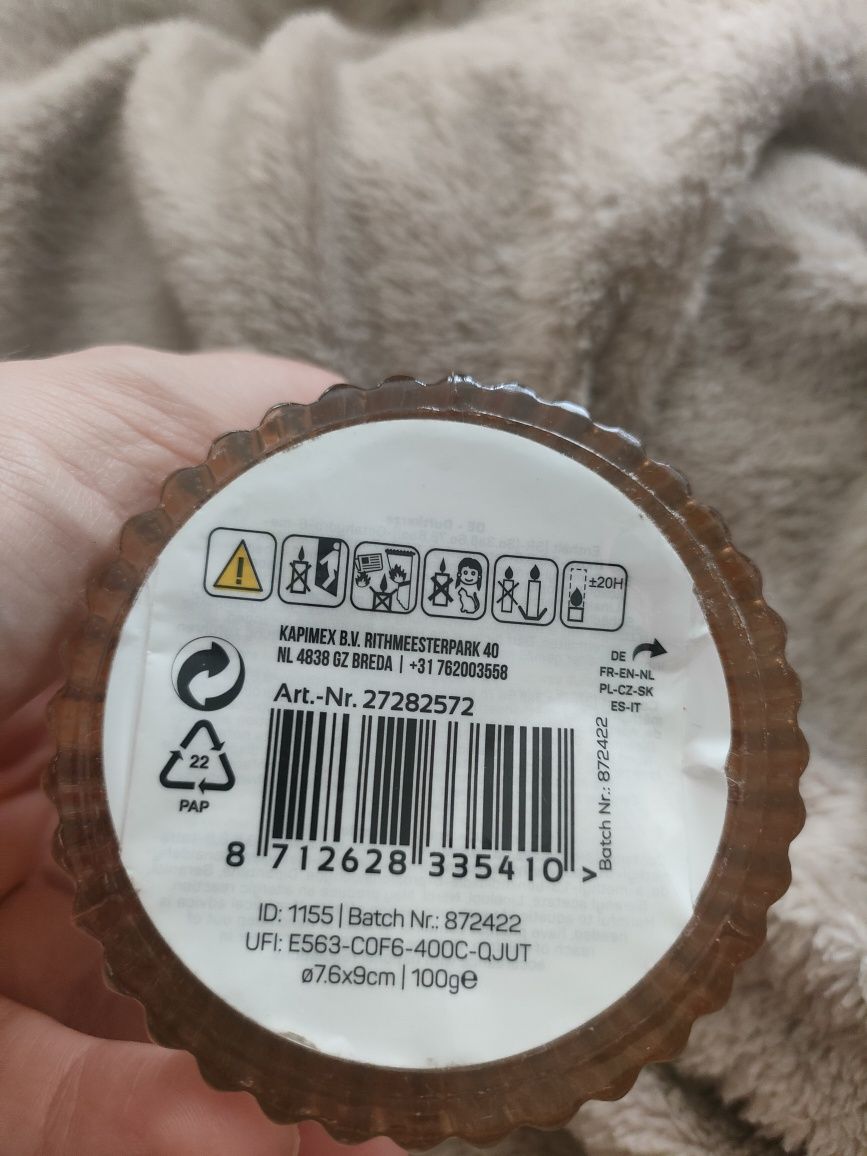 ±20H
KAPIMEX B.V. RITHMEESTERPARK 40
NL 4838 GZ BREDA | +31 762003558
DE
FR-EN-NL
PL-CZ-SK
ES-IT
Art.-Nr. 27282572
22
PAP
Batch Nr.: 872422
8 712628 335410 >
ID: 1155 | Batch Nr.: 872422
UFI: E563-C0F6-400C-QJUT
ø7.6x9cm | 100g℮